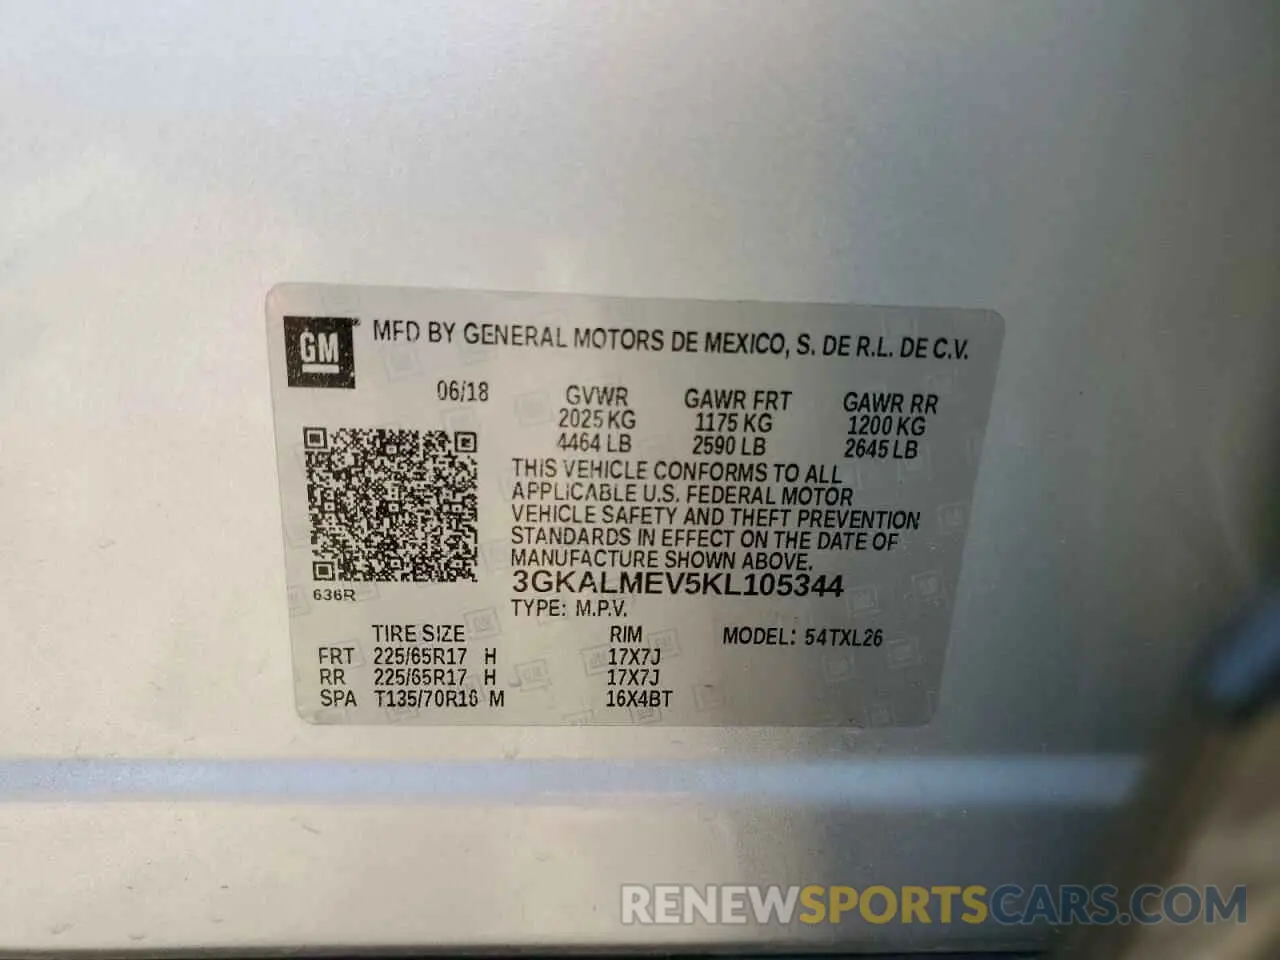 GM
MFD BY GENERAL MOTORS DE MEXICO, S. DE R.L. DE C.V.
06/18 GVWR GAWR FRT GAWR RR
2025 KG 1175 KG 1200 KG
4464 LB 2590 LB 2645 LB
THIS VEHICLE CONFORMS TO ALL
APPLICABLE U.S. FEDERAL MOTOR
VEHICLE SAFETY AND THEFT PREVENTION
STANDARDS IN EFFECT ON THE DATE OF
MANUFACTURE SHOWN ABOVE.
3GKALMEV5KL105344
636R
TYPE: M.P.V.
TIRE SIZE RIM MODEL: 54TXL26
FRT 225/65R17 H 17X7J
RR 225/65R17 H 17X7J
SPA T135/70R16 M 16X4BT
RENEWSPORTSCARS.COM